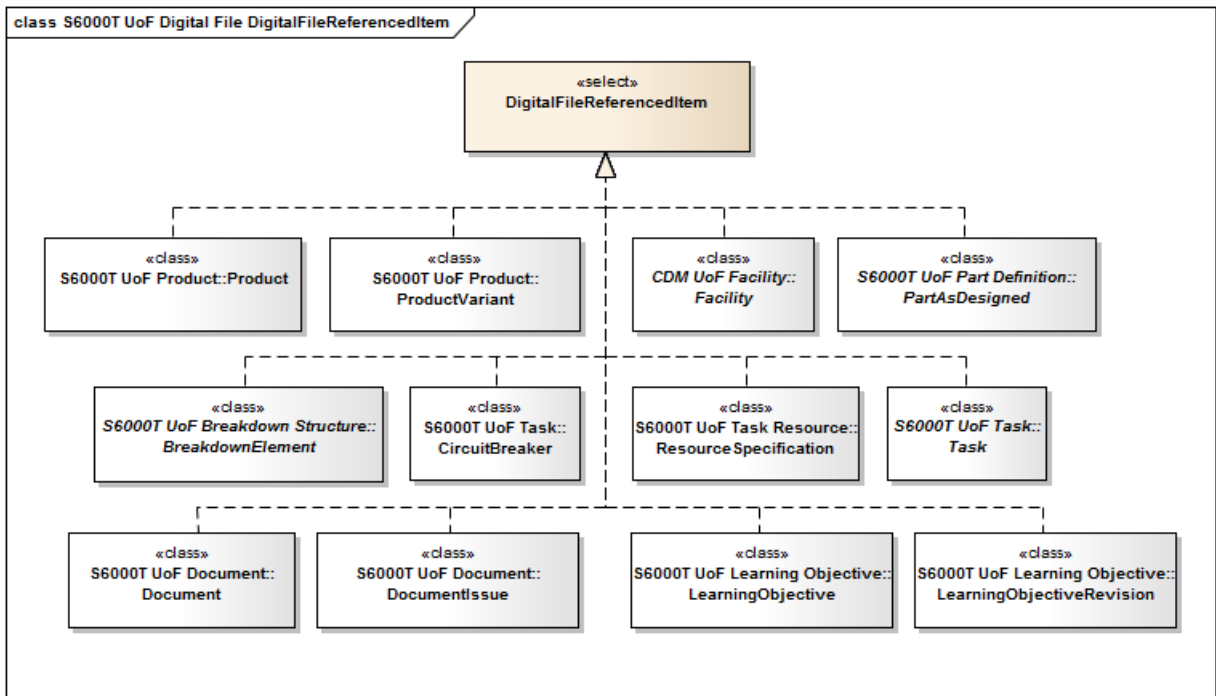 class S6000T UoF Digital File DigitalFileReferencedItem
«select»
DigitalFileReferencedItem
«class»
S6000T UoF Product::Product
«class»
S6000T UoF Product::
ProductVariant
«class»
CDM UoF Facility::
Facility
«class»
S6000T UoF Part Definition::
PartAsDesigned
«class»
S6000T UoF Breakdown Structure::
BreakdownElement
«class»
S6000T UoF Task::
CircuitBreaker
«class»
S6000T UoF Task Resource::
ResourceSpecification
«class»
S6000T UoF Task::
Task
«class»
S6000T UoF Document::
Document
«class»
S6000T UoF Document::
DocumentIssue
«class»
S6000T UoF Learning Objective::
LearningObjective
«class»
S6000T UoF Learning Objective::
LearningObjectiveRevision